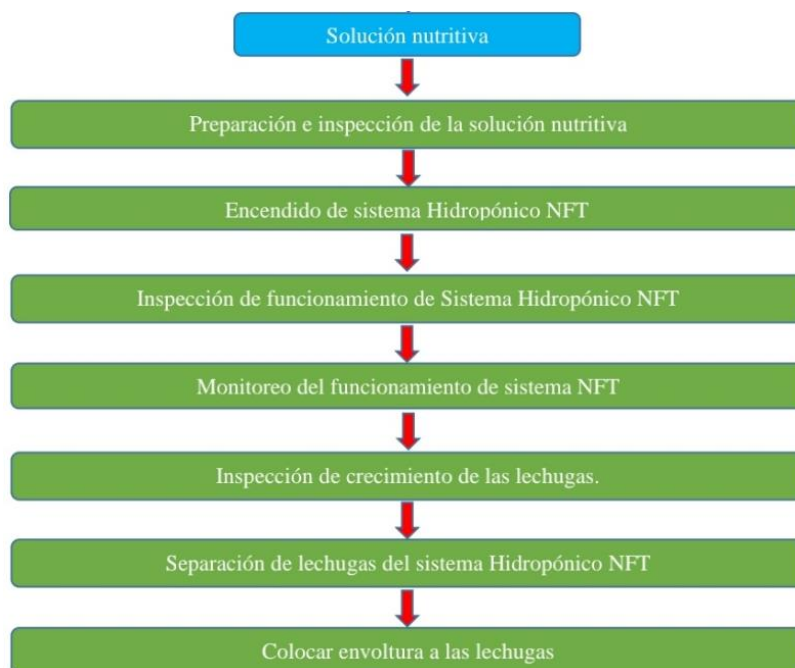 Solución nutritiva
Preparación e inspección de la solución nutritiva
Encendido de sistema Hidropónico NFT
Inspección de funcionamiento de Sistema Hidropónico NFT
Monitoreo del funcionamiento de sistema NFT
Inspección de crecimiento de las lechugas.
Separación de lechugas del sistema Hidropónico NFT
Colocar envoltura a las lechugas